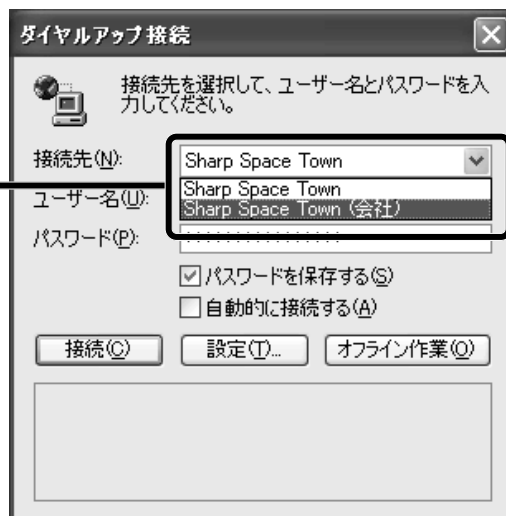 ダイヤルアップ接続
接続先を選択して、ユーザー名とパスワードを入
力してください。
接続先(N):
Sharp Space Town
Sharp Space Town
Sharp Space Town (会社)
ユーザー名(U):
パスワード(P):
パスワードを保存する(S)
自動的に接続する(A)
接続(C)
設定(T)...
オフライン作業(O)